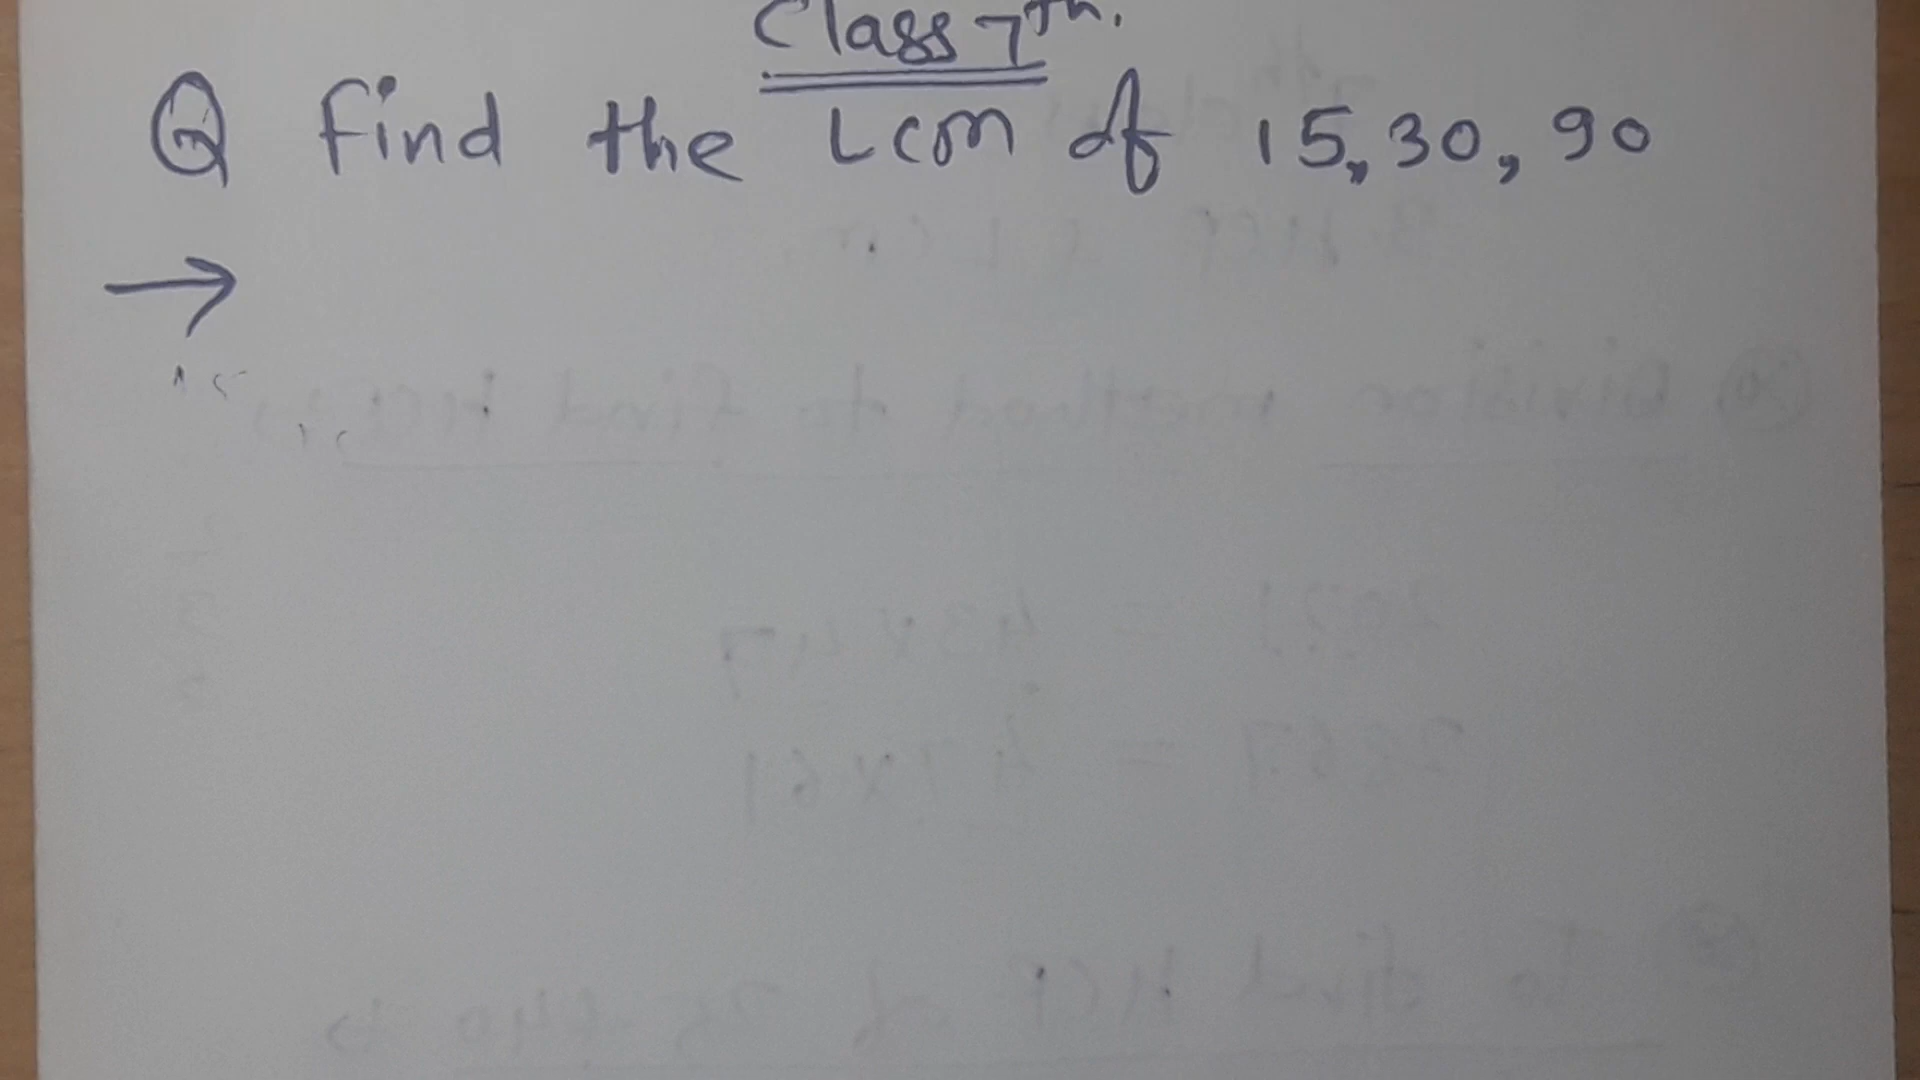 Class 7th.
Q Find the LCM of 15, 30, 90
→